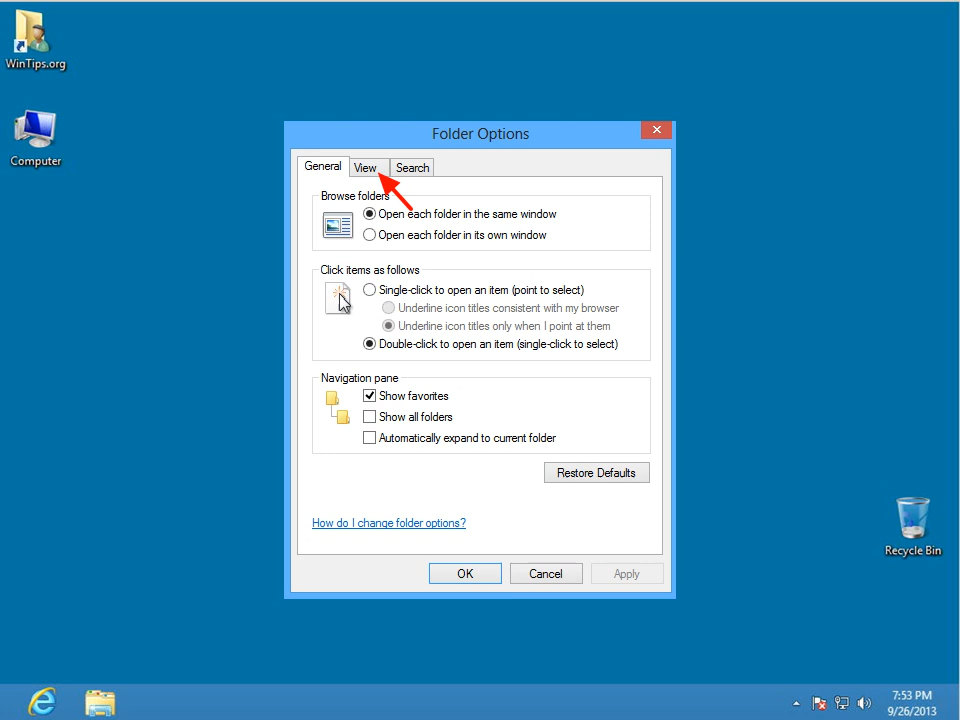 WinTips.org
Computer
Folder Options
General View Search
Browse folders
Open each folder in the same window
Open each folder in its own window
Click items as follows
Single-click to open an item (point to select)
Underline icon titles consistent with my browser
Underline icon titles only when I point at them
Double-click to open an item (single-click to select)
Navigation pane
Show favorites
Show all folders
Automatically expand to current folder
Restore Defaults
How do I change folder options?
OK Cancel Apply
Recycle Bin
7:53 PM
9/26/2013